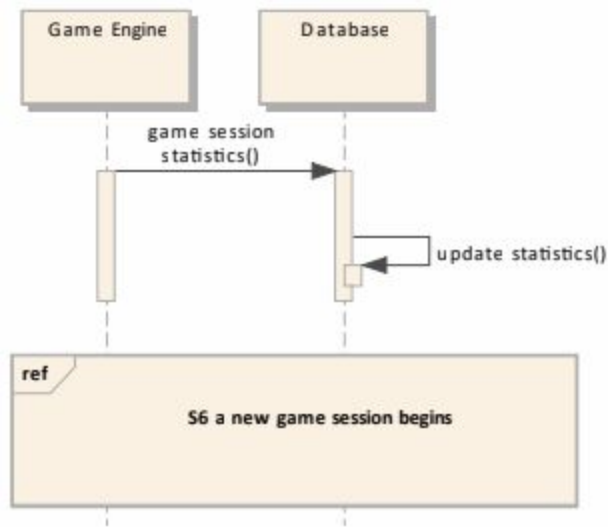 Game Engine
Database
game session
statistics()
update statistics()
ref
S6 a new game session begins